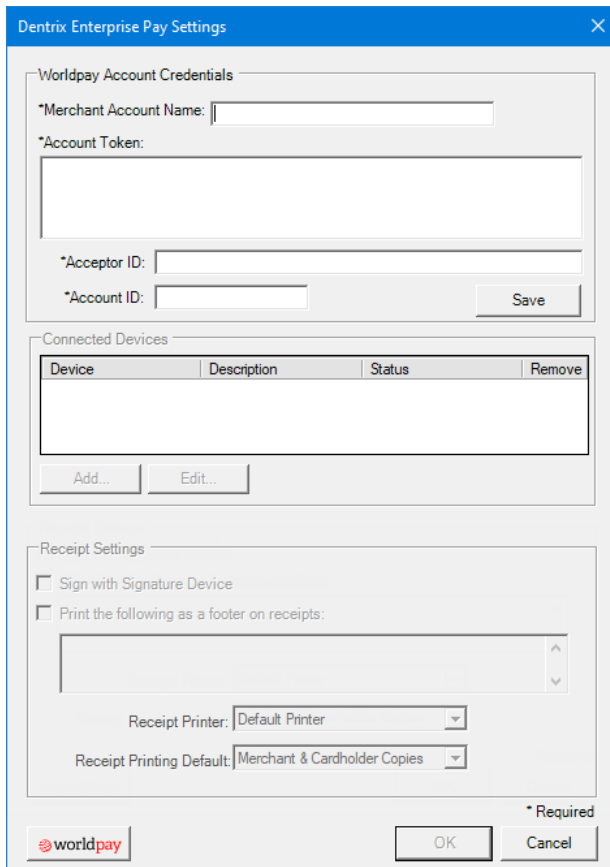 Dentrix Enterprise Pay Settings
Worldpay Account Credentials
*Merchant Account Name:
*Account Token:
*Acceptor ID:
*Account ID:
Save
Connected Devices
Device Description Status Remove
Add... Edit...
Receipt Settings
Sign with Signature Device
Print the following as a footer on receipts:
Receipt Printer: Default Printer
Receipt Printing Default: Merchant & Cardholder Copies
* Required
worldpay OK Cancel